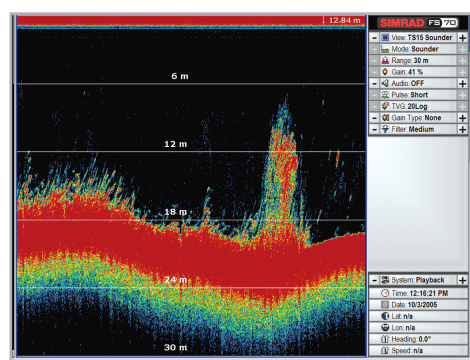 ↓ 12.84 m
6 m
12 m
18 m
24 m
30 m
SIMRAD FS 70
- View: TS15 Sounder +
- Mode: Sounder +
- Range: 30 m +
- Gain: 41 % +
- Audio: OFF +
- Pulse: Short +
- TVG: 20Log +
- Gain Type: None +
- Filter: Medium +
- System: Playback +
Time: 12:16:21 PM
Date: 10/3/2005
Lat: n/a
Lon: n/a
Heading: 0.0°
Speed: n/a